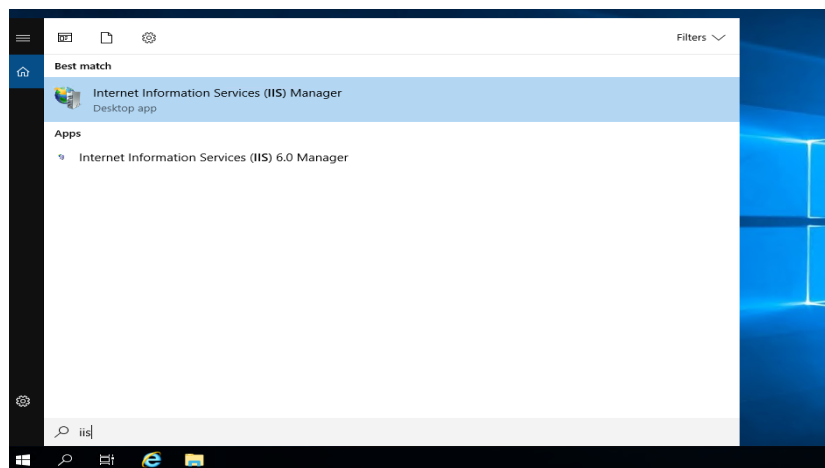 Filters
Best match
Internet Information Services (IIS) Manager
Desktop app
Apps
Internet Information Services (IIS) 6.0 Manager
iis